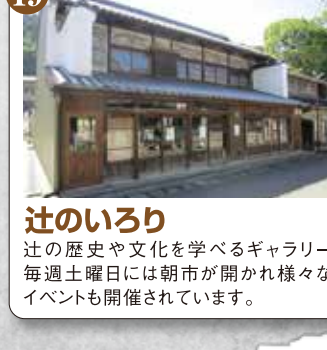 19
辻のいろり
辻の歴史や文化を学べるギャラリー
毎週土曜日には朝市が開かれ様々な
イベントも開催されています。